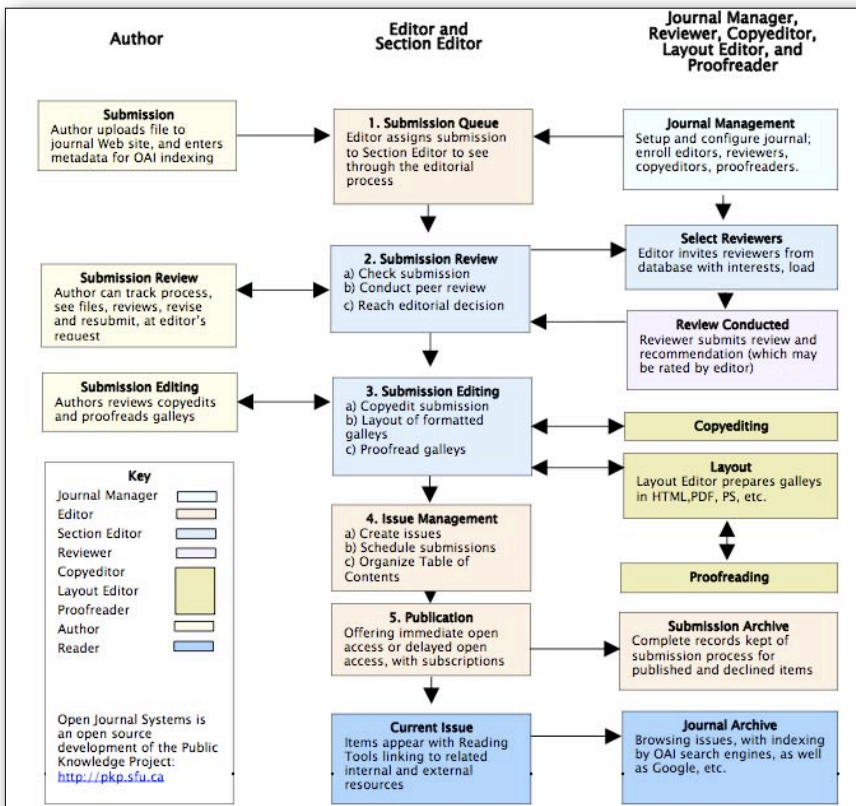 Author
Editor and
Section Editor
Journal Manager,
Reviewer, Copyeditor,
Layout Editor, and
Proofreader
Submission
Author uploads file to
journal Web site, and enters
metadata for OAI indexing
1. Submission Queue
Editor assigns submission
to Section Editor to see
through the editorial
process
Journal Management
Setup and configure journal;
enroll editors, reviewers,
copyeditors, proofreaders.
Submission Review
Author can track process,
see files, reviews, revise
and resubmit, at editor's
request
2. Submission Review
a) Check submission
b) Conduct peer review
c) Reach editorial decision
Select Reviewers
Editor invites reviewers from
database with interests, load
Review Conducted
Reviewer submits review and
recommendation (which may
be rated by editor)
Submission Editing
Authors reviews copyedits
and proofreads galleys
3. Submission Editing
a) Copyedit submission
b) Layout of formatted
galleys
c) Proofread galleys
Copyediting
Layout
Layout Editor prepares galleys
in HTML,PDF, PS, etc.
Proofreading
Key
Journal Manager
Editor
Section Editor
Reviewer
Copyeditor
Layout Editor
Proofreader
Author
Reader
Open Journal Systems is
an open source
development of the Public
Knowledge Project:
http://pkp.sfu.ca
4. Issue Management
a) Create issues
b) Schedule submissions
c) Organize Table of
Contents
5. Publication
Offering immediate open
access or delayed open
access, with subscriptions
Submission Archive
Complete records kept of
submission process for
published and declined items
Current Issue
Items appear with Reading
Tools linking to related
internal and external
resources
Journal Archive
Browsing issues, with indexing
by OAI search engines, as well
as Google, etc.